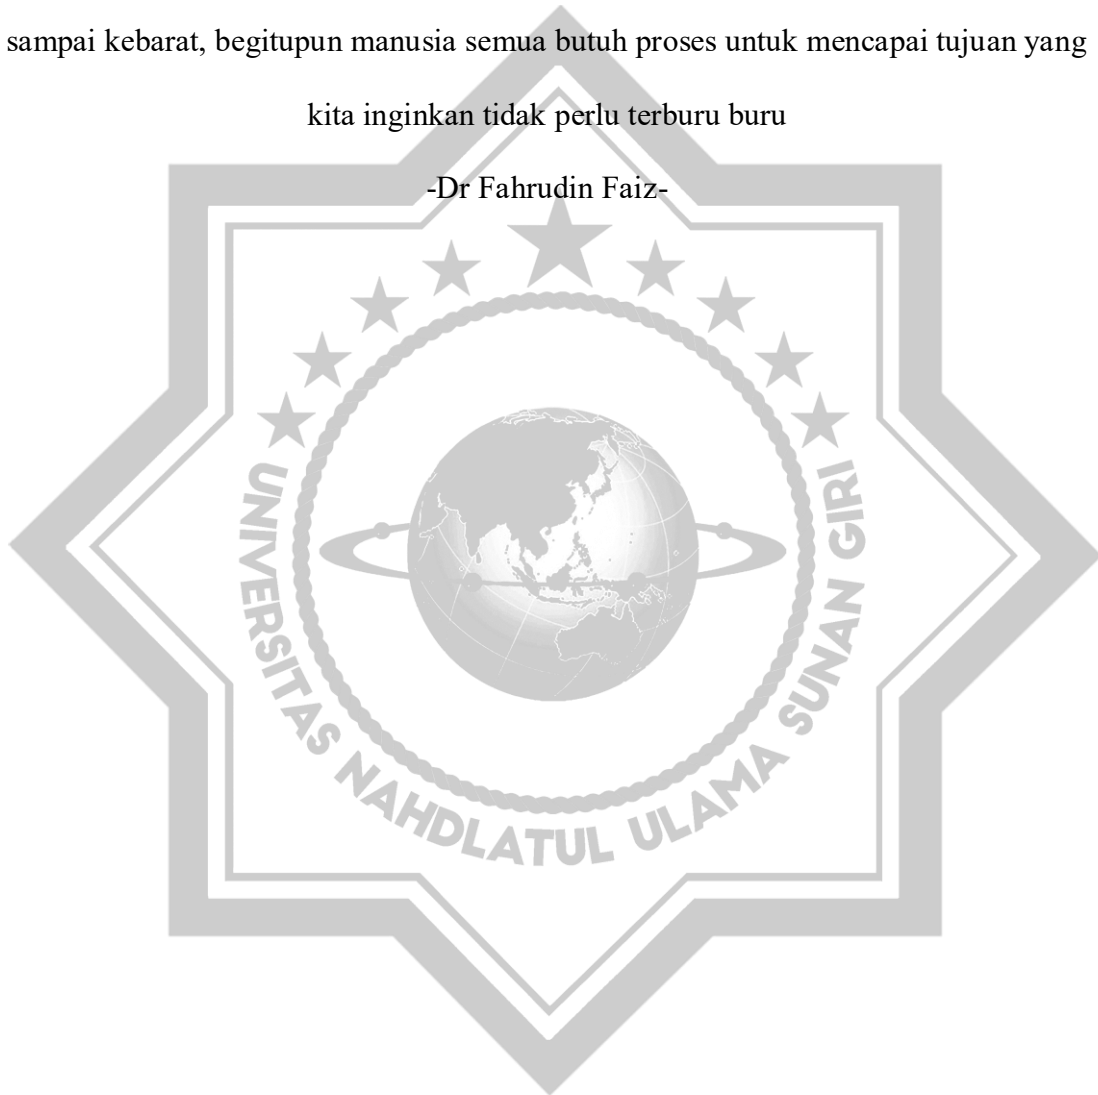 sampai kebarat, begitupun manusia semua butuh proses untuk mencapai tujuan yang
kita inginkan tidak perlu terburu buru
-Dr Fahrudin Faiz-
UNIVERSITAS NAHDLATUL ULAMA SUNAN GIRI